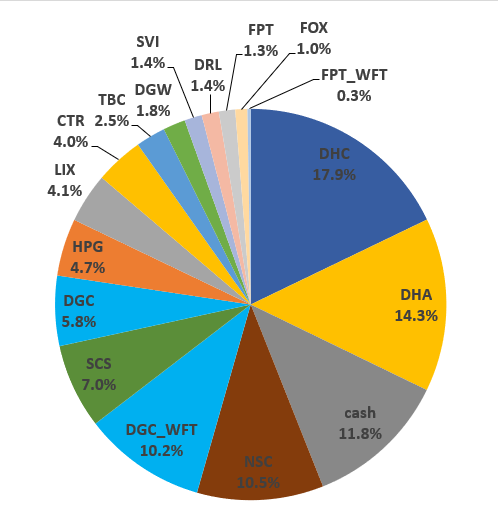 DHC
17.9%
DHA
14.3%
cash
11.8%
NSC
10.5%
DGC_WFT
10.2%
SCS
7.0%
DGC
5.8%
HPG
4.7%
LIX
4.1%
CTR
4.0%
TBC
2.5%
DGW
1.8%
SVI
1.4%
DRL
1.4%
FPT
1.3%
FOX
1.0%
FPT_WFT
0.3%